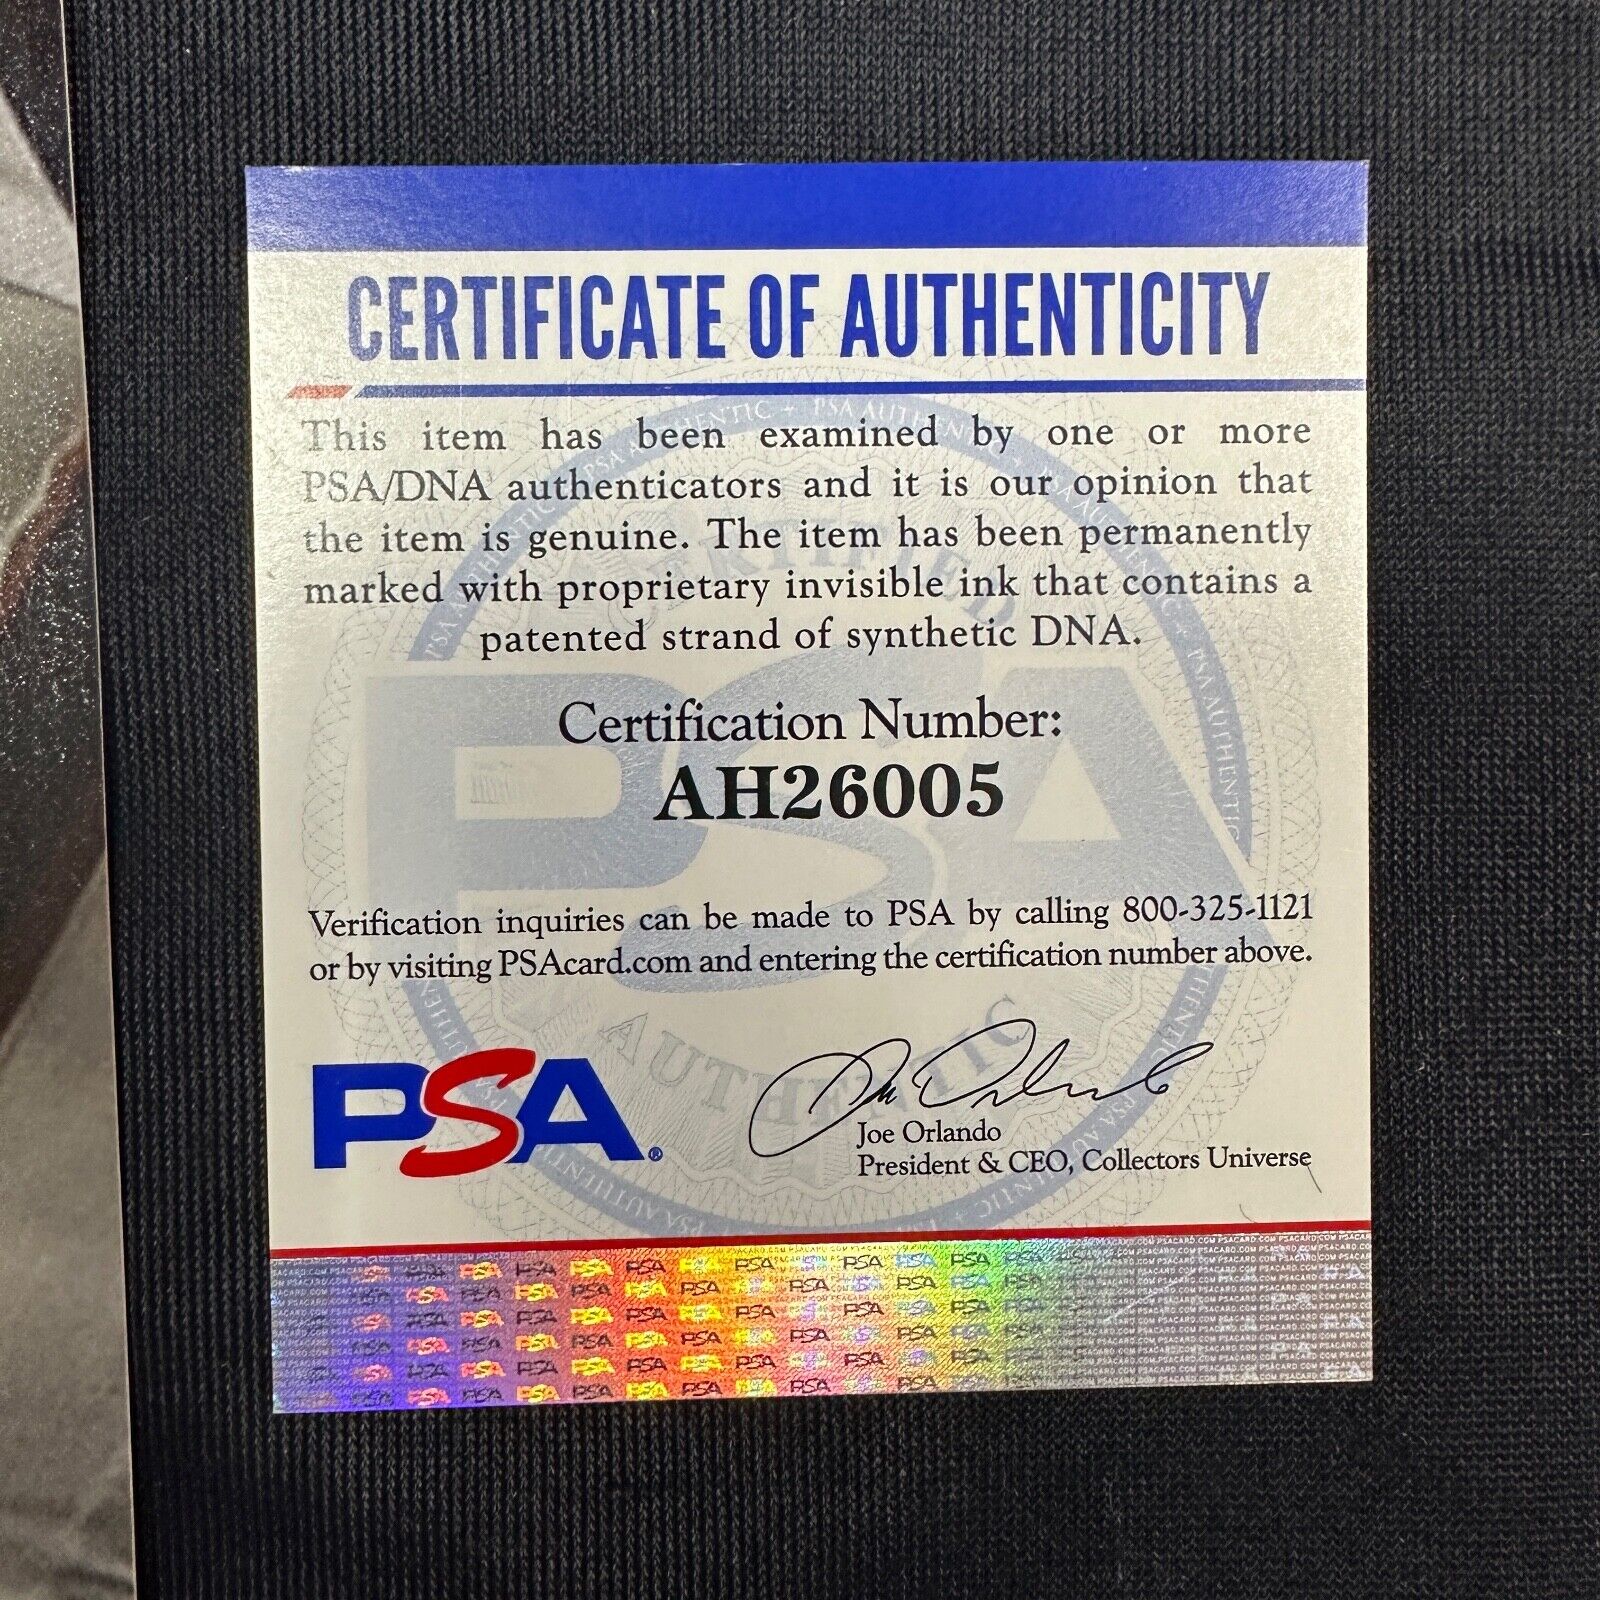 CERTIFICATE OF AUTHENTICITY
This item has been examined by one or more
PSA/DNA authenticators and it is our opinion that
the item is genuine. The item has been permanently
marked with proprietary invisible ink that contains a
patented strand of synthetic DNA.
Certification Number:
AH26005
Verification inquiries can be made to PSA by calling 800-325-1121
or by visiting PSAcard.com and entering the certification number above.
PSA®
Joe Orlando
President & CEO, Collectors Universe